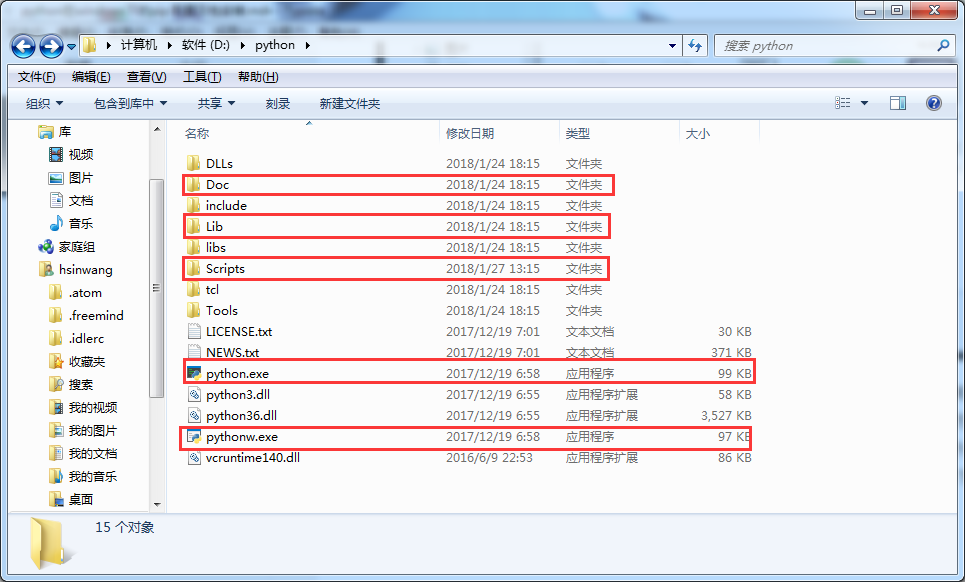 计算机 软件 (D:) python
搜索 python
文件(F) 编辑(E) 查看(V) 工具(T) 帮助(H)
组织 包含到库中 共享 刻录 新建文件夹
名称 修改日期 类型 大小
库
视频
图片
文档
音乐
家庭组
hsinwang
.atom
.freemind
.idlerc
收藏夹
搜索
我的视频
我的图片
我的文档
我的音乐
桌面
DLLs 2018/1/24 18:15 文件夹
Doc 2018/1/24 18:15 文件夹
include 2018/1/24 18:15 文件夹
Lib 2018/1/24 18:15 文件夹
libs 2018/1/24 18:15 文件夹
Scripts 2018/1/27 13:15 文件夹
tcl 2018/1/24 18:15 文件夹
Tools 2018/1/24 18:15 文件夹
LICENSE.txt 2017/12/19 7:01 文本文档 30 KB
NEWS.txt 2017/12/19 7:01 文本文档 371 KB
python.exe 2017/12/19 6:58 应用程序 99 KB
python3.dll 2017/12/19 6:55 应用程序扩展 58 KB
python36.dll 2017/12/19 6:55 应用程序扩展 3,527 KB
pythonw.exe 2017/12/19 6:58 应用程序 97 KB
vcruntime140.dll 2016/6/9 22:53 应用程序扩展 86 KB
15 个对象